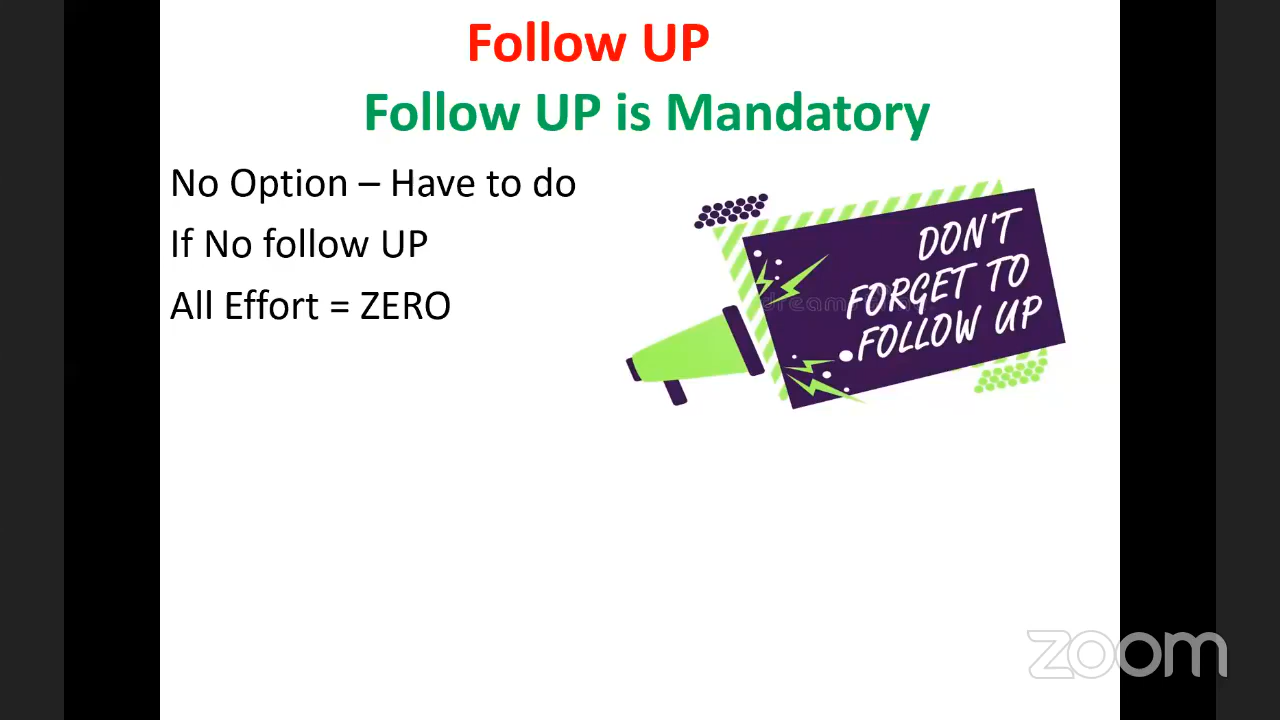 Follow UP
Follow UP is Mandatory
No Option – Have to do
If No follow UP
All Effort = ZERO
DON'T
FORGET TO
FOLLOW UP
zoom